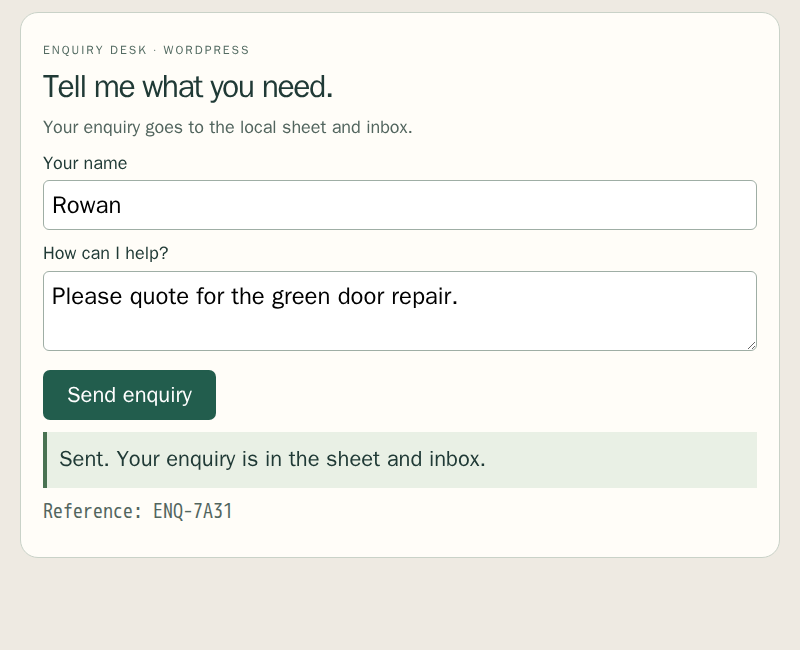 ENQUIRY DESK · WORDPRESS
Tell me what you need.
Your enquiry goes to the local sheet and inbox.
Your name
Rowan
How can I help?
Please quote for the green door repair.
Send enquiry
Sent. Your enquiry is in the sheet and inbox.
Reference: ENQ-7A31